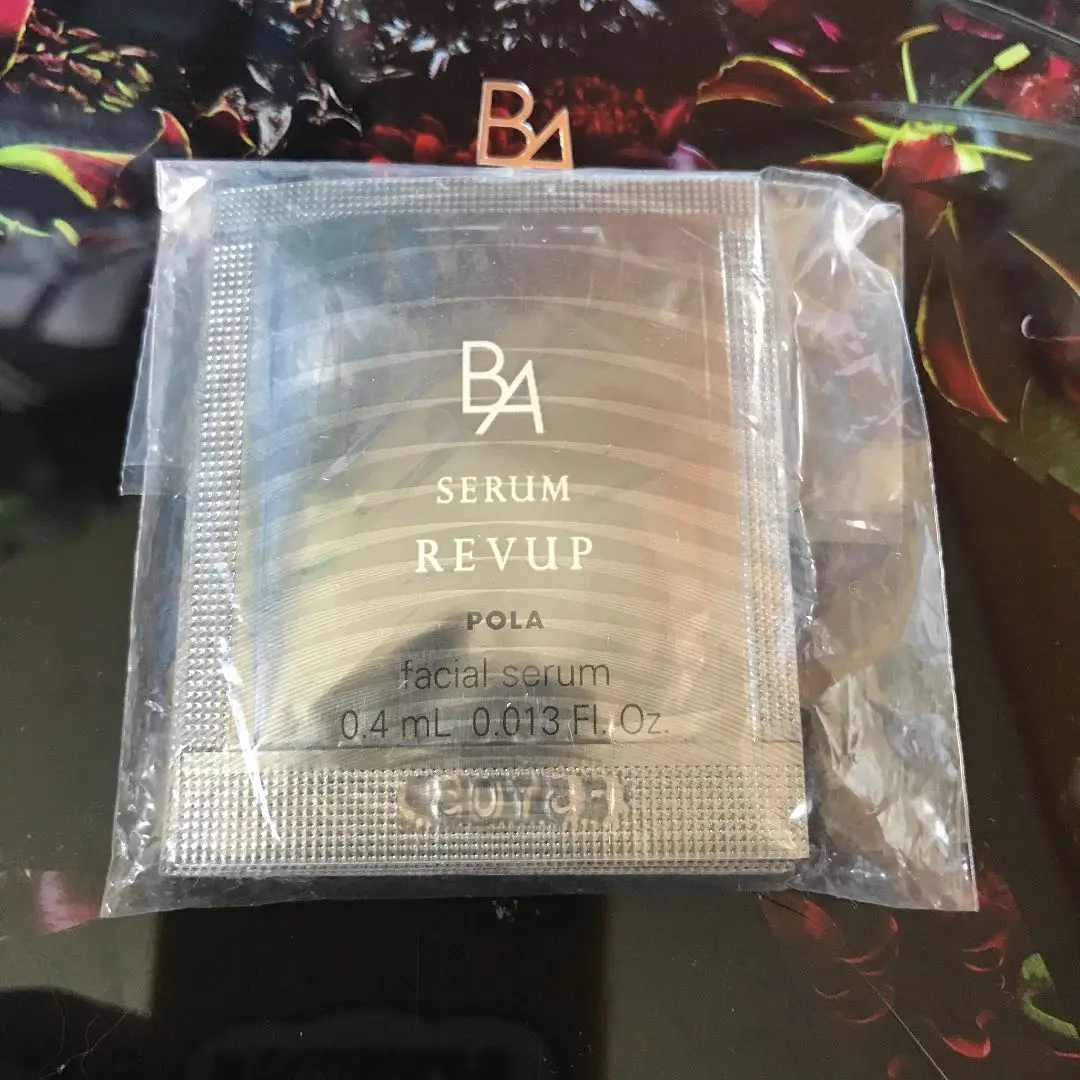 BA
BA
SERUM
REVUP
POLA
facial serum
0.4 mL 0.013 Fl. Oz.